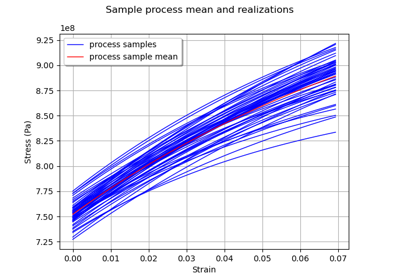 Sample process mean and realizations
1e8
process samples
process sample mean
9.25
9.00
8.75
8.50
8.25
8.00
7.75
7.50
7.25
Stress (Pa)
0.00 0.01 0.02 0.03 0.04 0.05 0.06 0.07
Strain